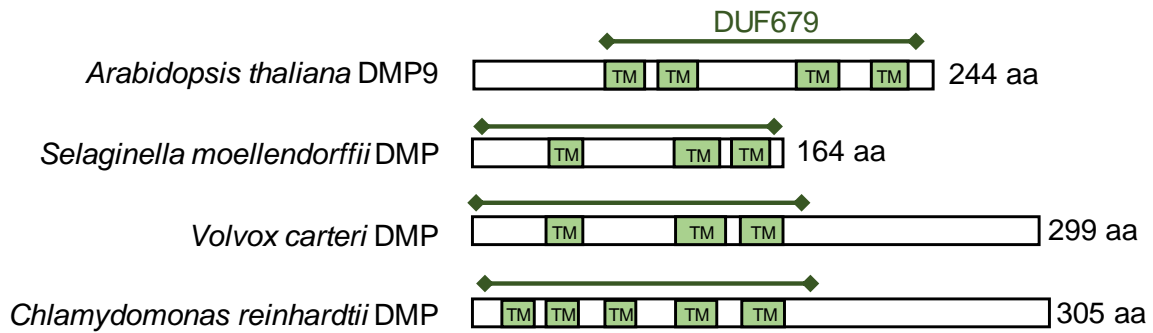 DUF679
Arabidopsis thaliana DMP9 TM TM TM TM 244 aa
Selaginella moellendorffii DMP TM TM TM 164 aa
Volvox carteri DMP TM TM TM 299 aa
Chlamydomonas reinhardtii DMP TM TM TM TM TM 305 aa